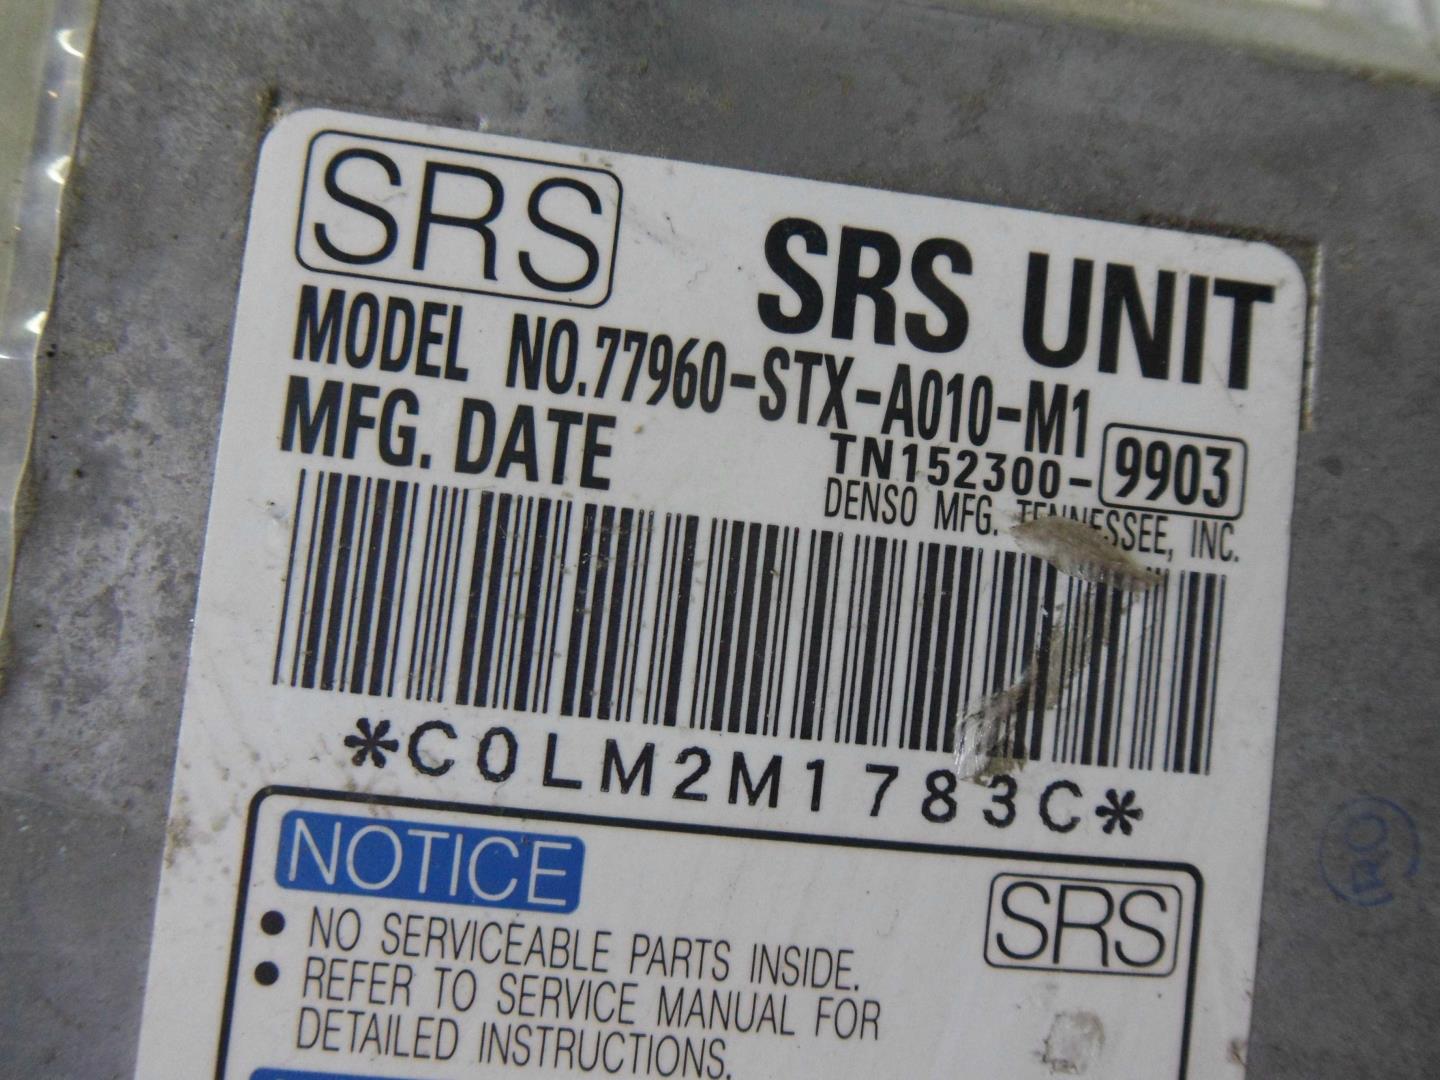 SRS
SRS UNIT
MODEL NO.77960-STX-A010-M1
MFG. DATE
TN152300-9903
DENSO MFG. TENNESSEE, INC.
*C0LM2M1783C*
NOTICE
SRS
● NO SERVICEABLE PARTS INSIDE.
● REFER TO SERVICE MANUAL FOR
DETAILED INSTRUCTIONS.